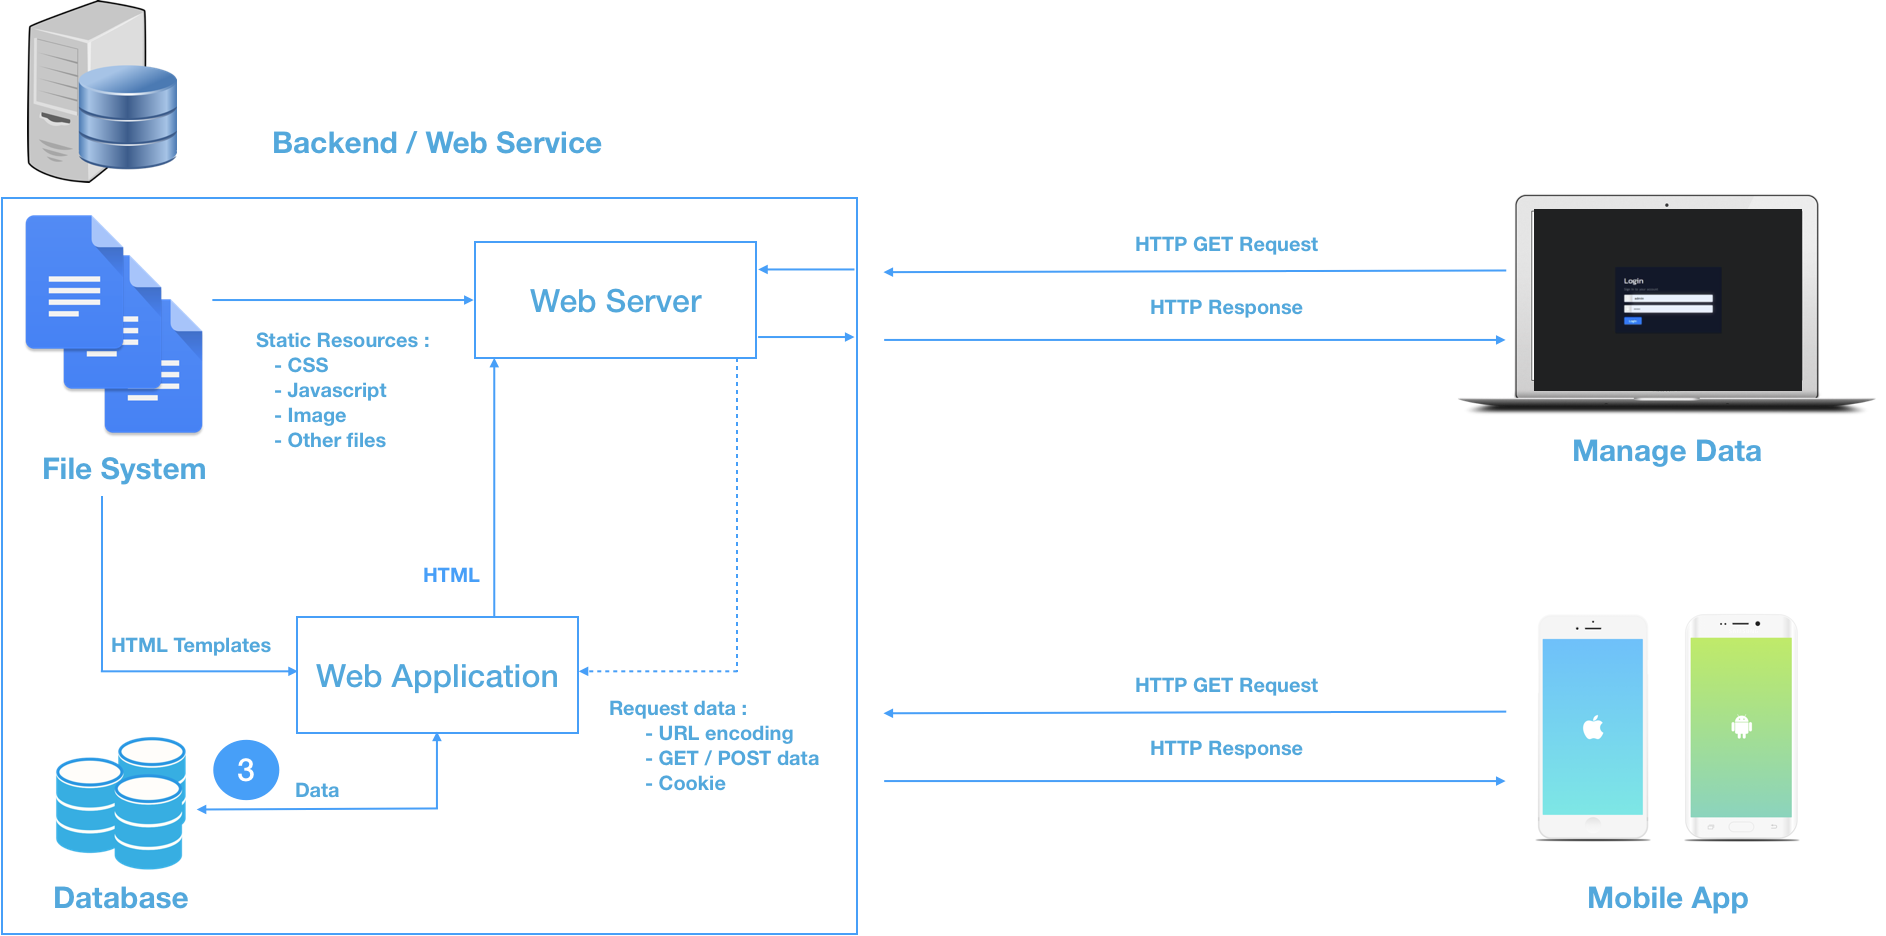 Backend / Web Service
Web Server
HTTP GET Request
HTTP Response
Login
Static Resources :
- CSS
- Javascript
- Image
- Other files
File System
Manage Data
HTML
HTML Templates
Web Application
Request data :
- URL encoding
- GET / POST data
- Cookie
3
Data
Database
HTTP GET Request
HTTP Response
Mobile App